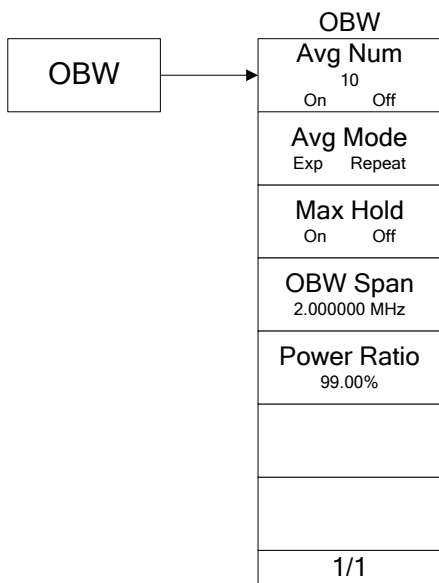 OBW
OBW
Avg Num
10
On Off
Avg Mode
Exp Repeat
Max Hold
On Off
OBW Span
2.000000 MHz
Power Ratio
99.00%
1/1